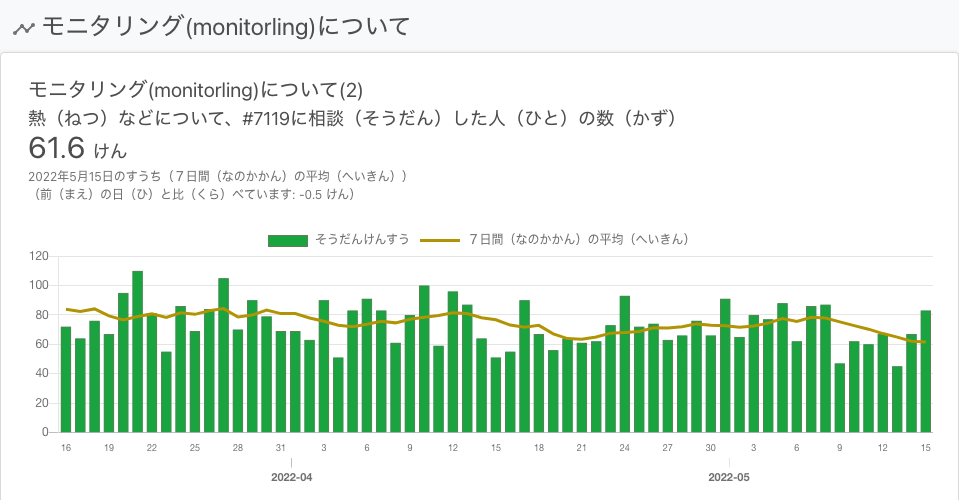 モニタリング(monitorling)について
モニタリング(monitorling)について(2)
熱（ねつ）などについて、#7119に相談（そうだん）した人（ひと）の数（かず）
61.6 けん
2022年5月15日のすうち（７日間（なのかかん）の平均（へいきん））
（前（まえ）の日（ひ）と比（くら）べています: -0.5 けん）
そうだんけんすう ７日間（なのかかん）の平均（へいきん）
120
100
80
60
40
20
0
16 19 22 25 28 31 3 6 9 12 15 18 21 24 27 30 3 6 9 12 15
2022-04 2022-05